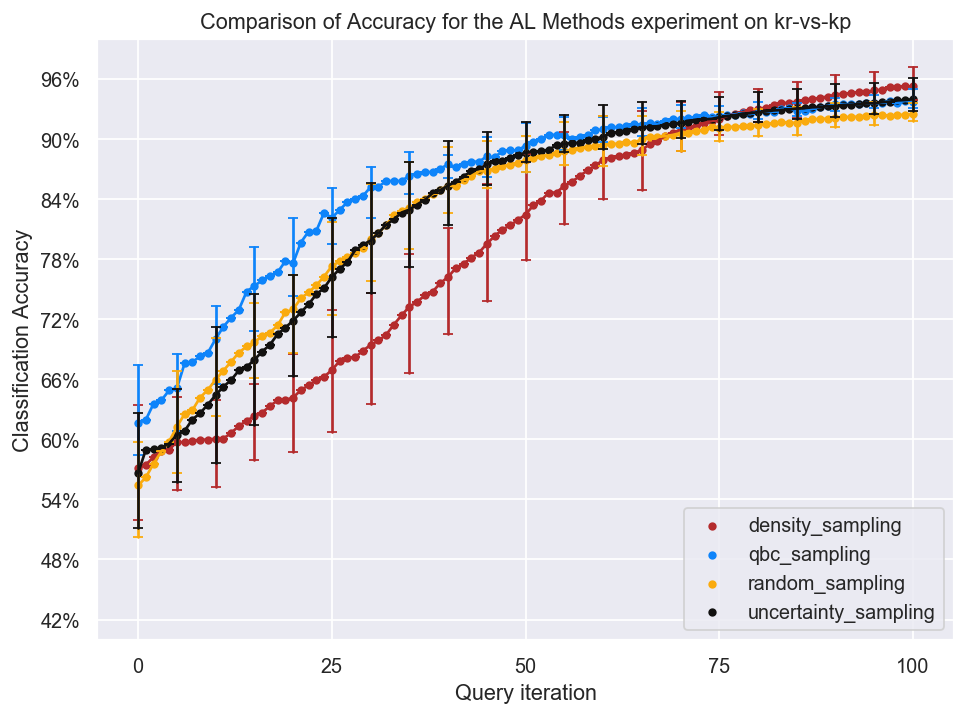 Comparison of Accuracy for the AL Methods experiment on kr-vs-kp
96%
90%
84%
78%
72%
66%
60%
54%
48%
42%
Classification Accuracy
density_sampling
qbc_sampling
random_sampling
uncertainty_sampling
0 25 50 75 100
Query iteration